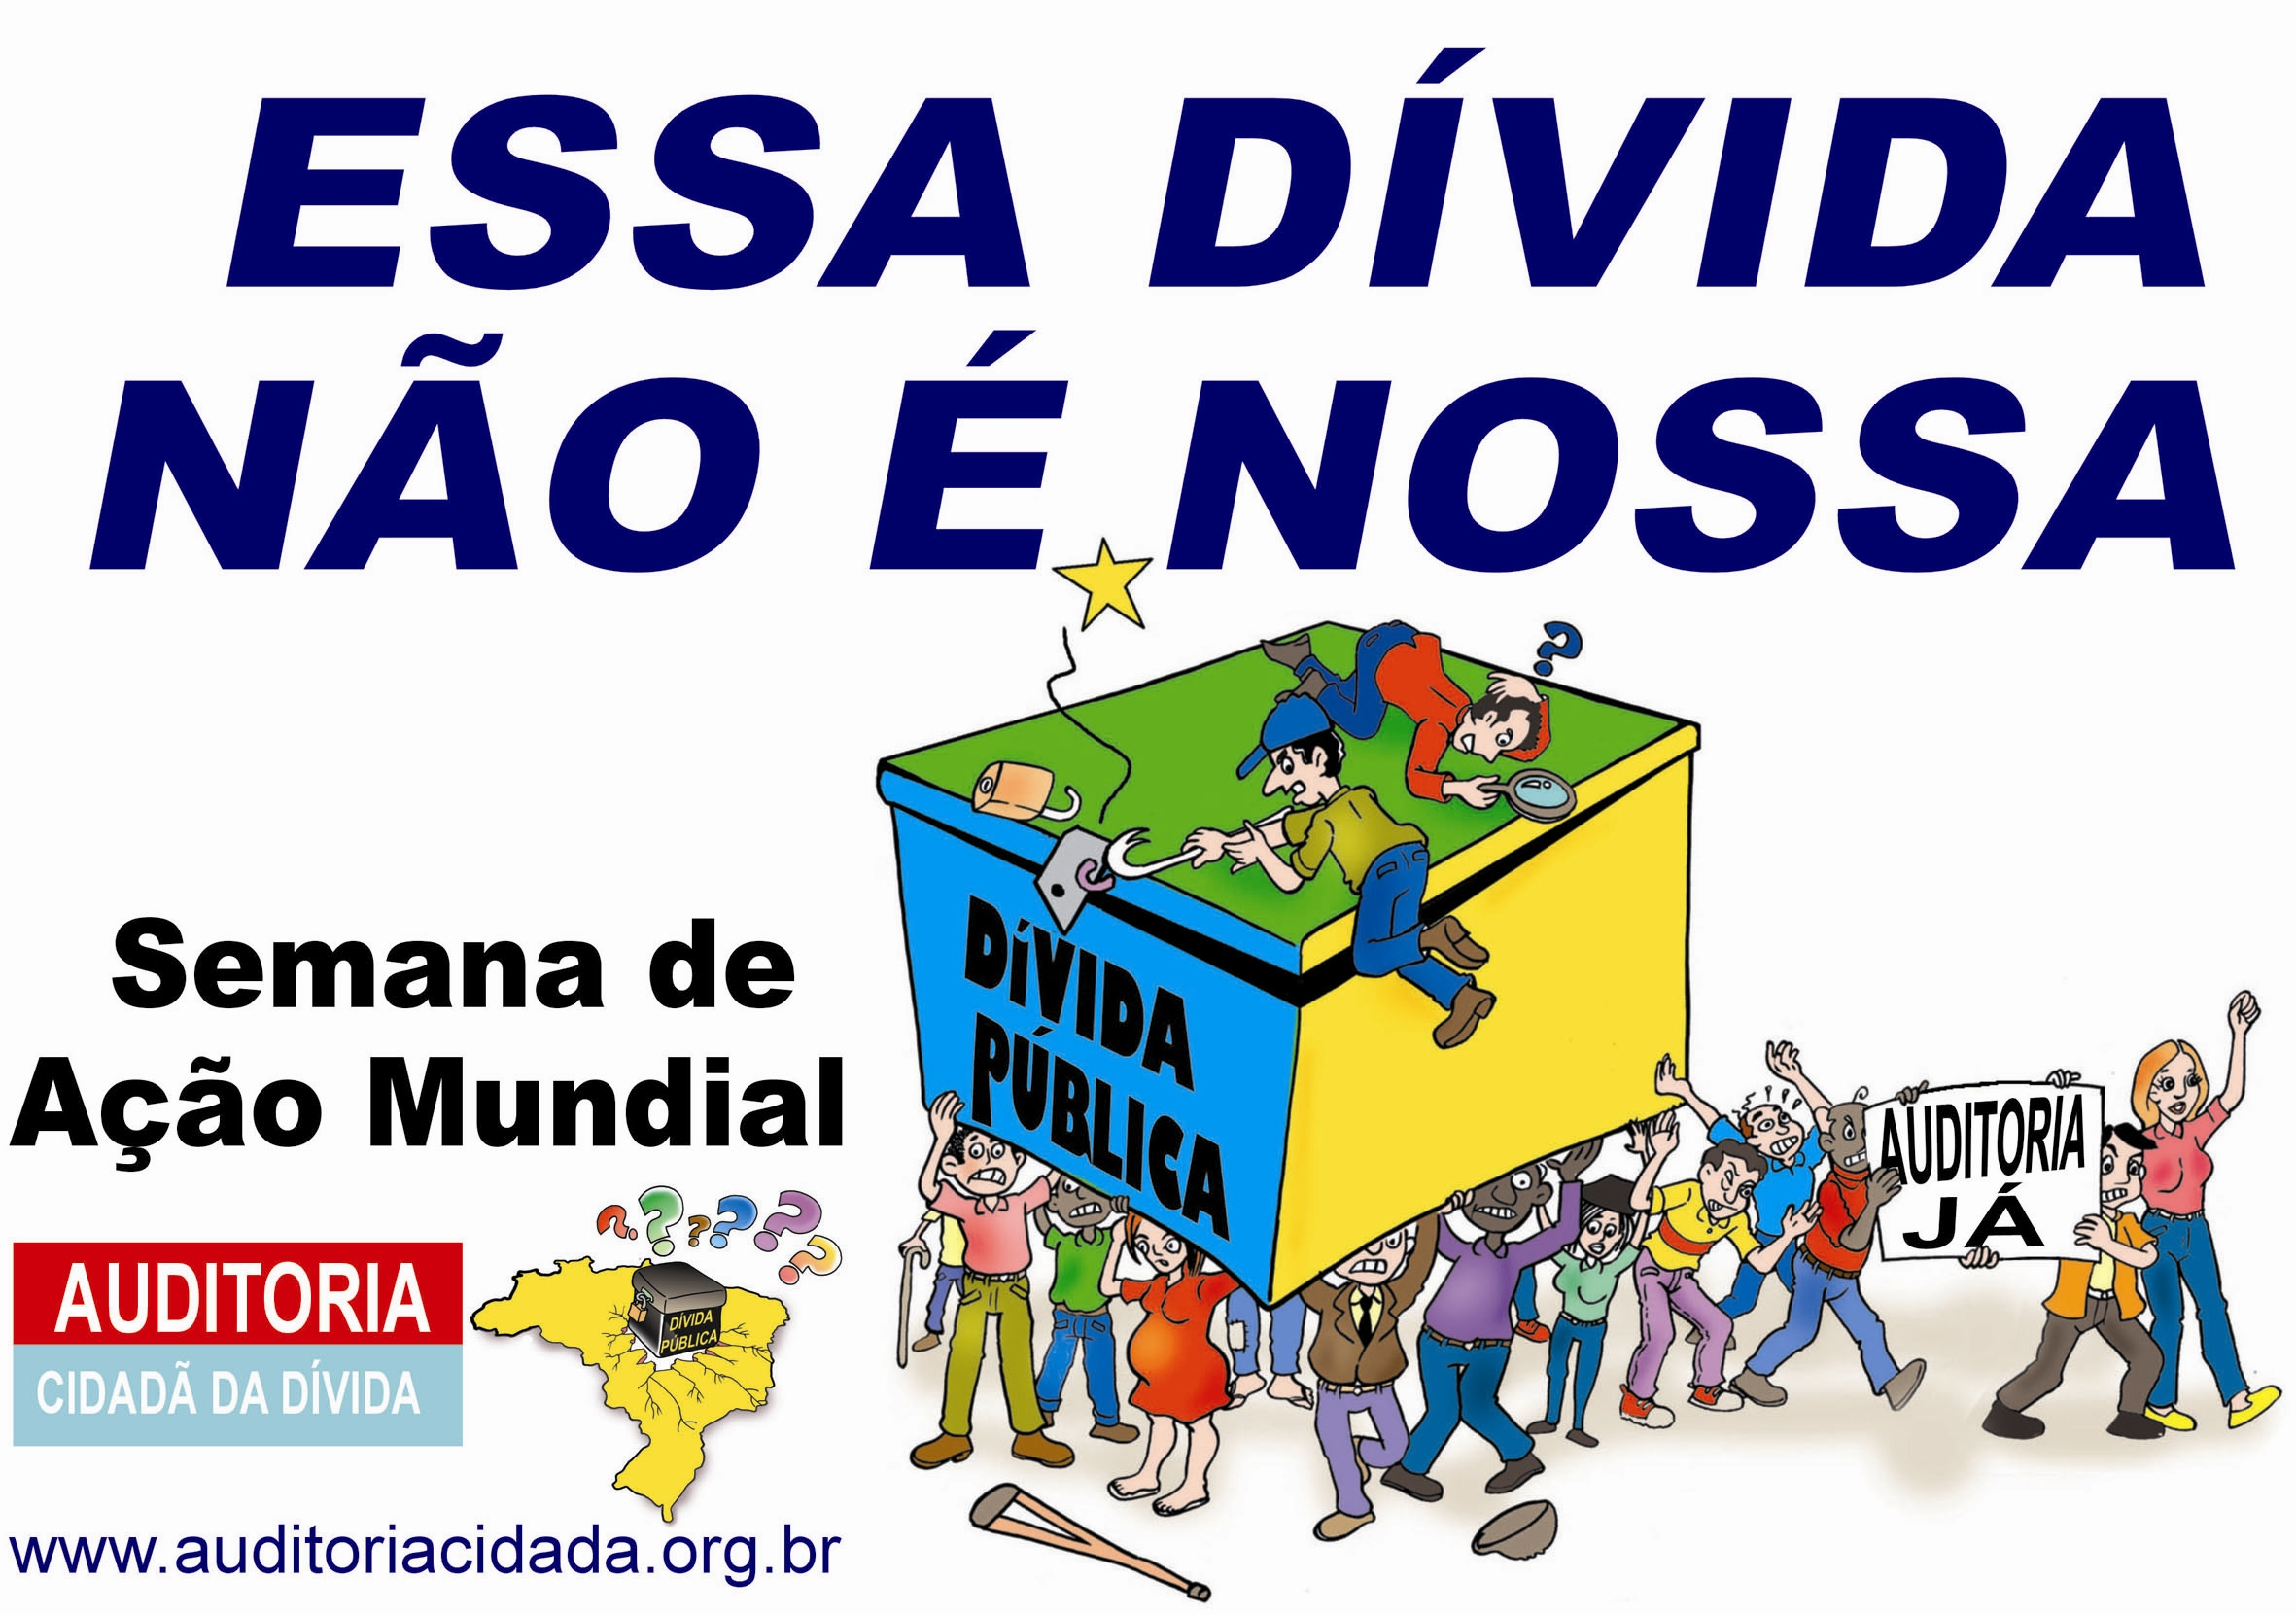 ESSA DÍVIDA
NÃO É NOSSA
?
DÍVIDA
PÚBLICA
Semana de
Ação Mundial
AUDITORIA
JÁ
? ? ? ? ? ?
AUDITORIA
CIDADÃ DA DÍVIDA
DÍVIDA
PÚBLICA
www.auditoriacidada.org.br